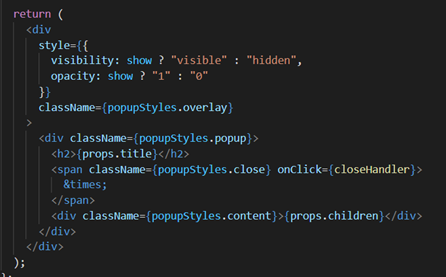 return (
<div
style={{
visibility: show ? "visible" : "hidden",
opacity: show ? "1" : "0"
}}
className={popupStyles.overlay}
>
<div className={popupStyles.popup}>
<h2>{props.title}</h2>
<span className={popupStyles.close} onClick={closeHandler}>
&times;
</span>
<div className={popupStyles.content}>{props.children}</div>
</div>
</div>
);
};